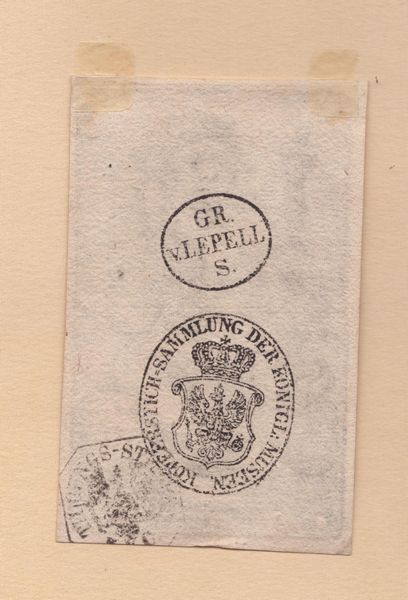 GR.
v. LEPELL
S.
KUPFERSTICH=SAMMLUNG DER KÖNIGL: MUSEEN.